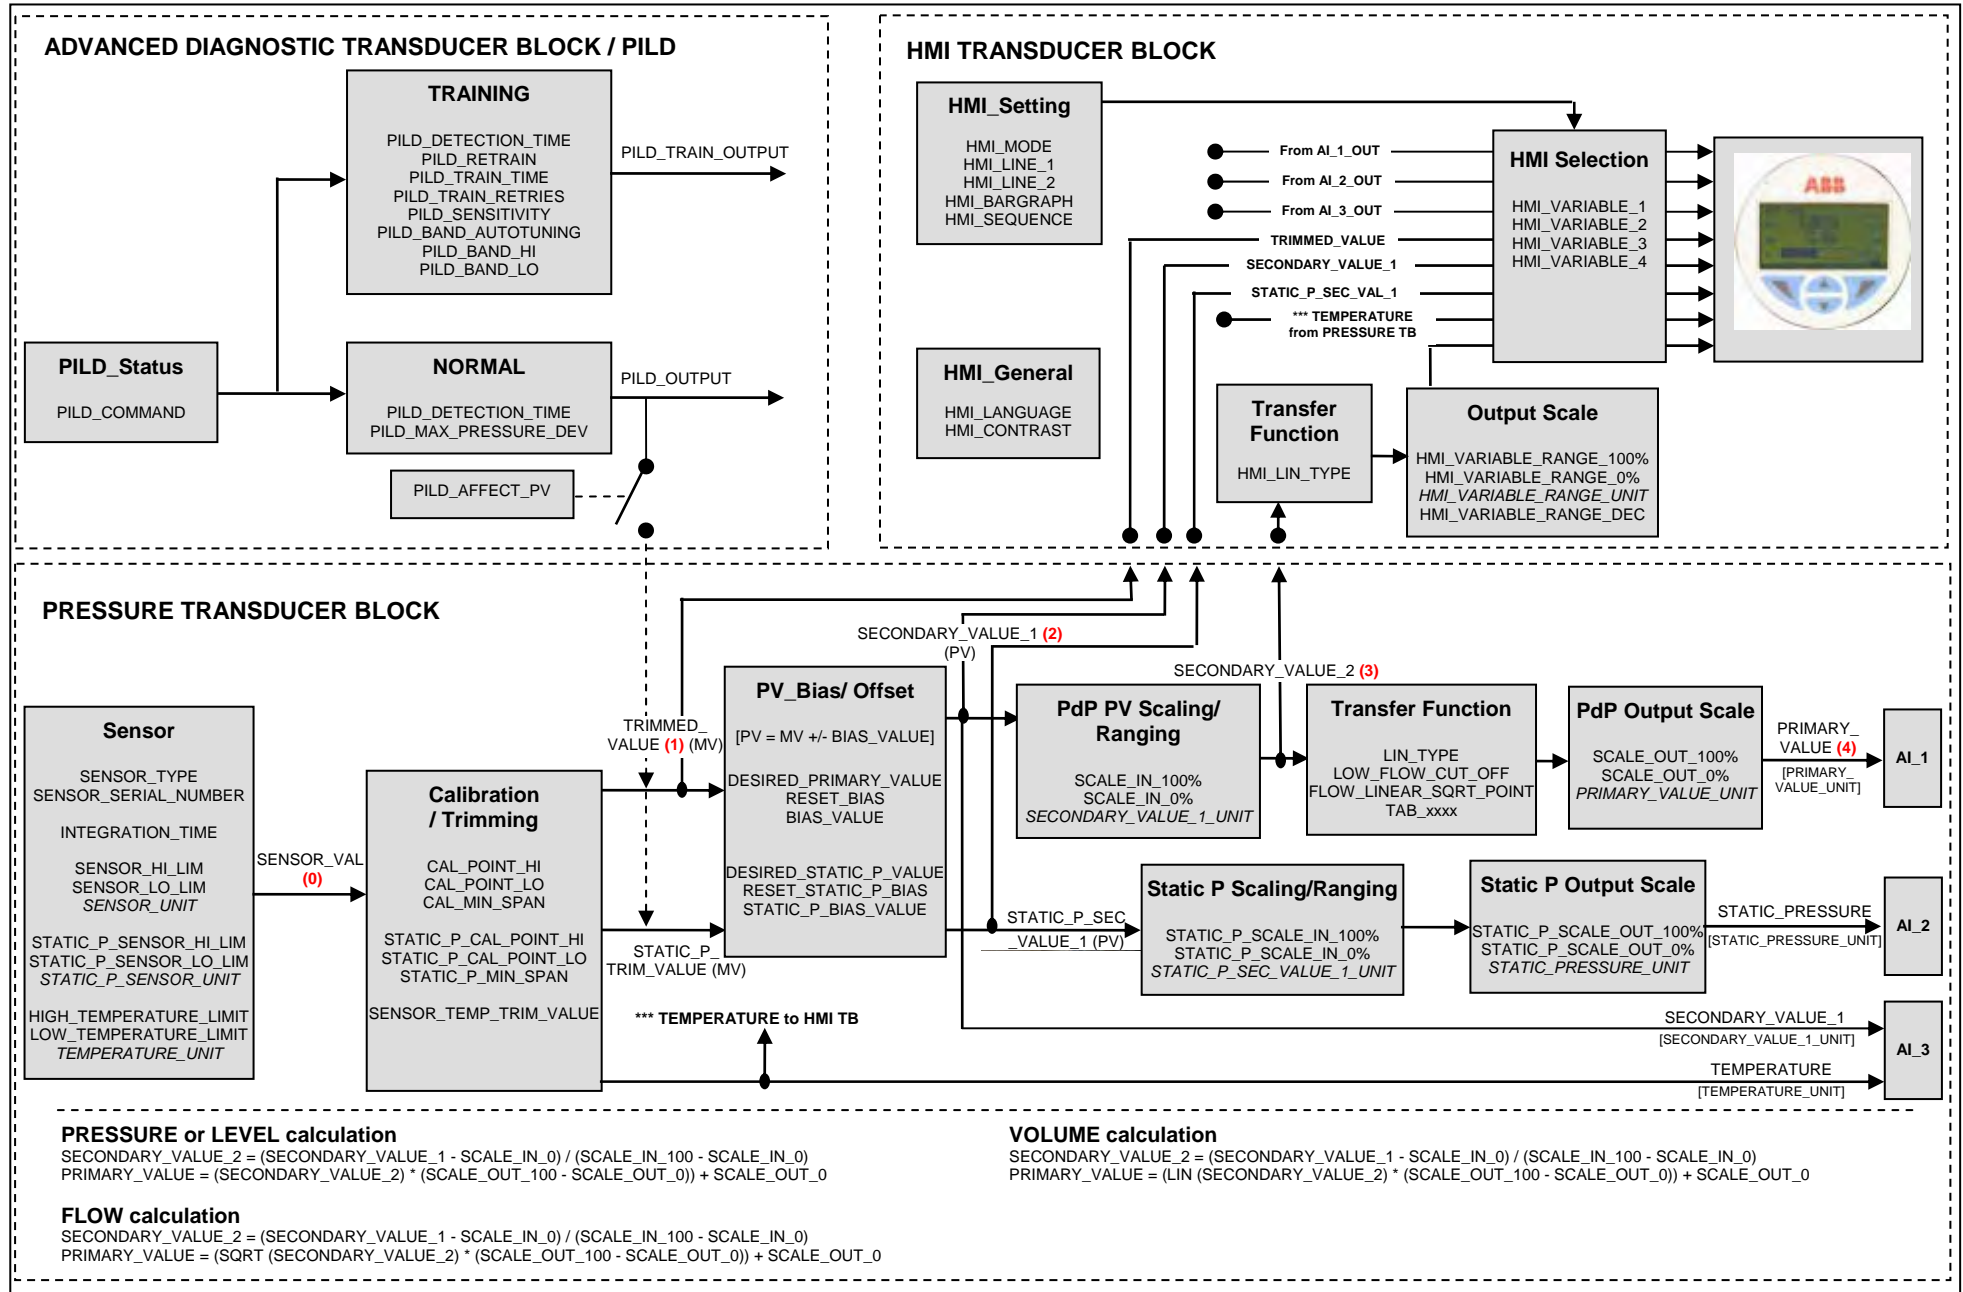 ADVANCED DIAGNOSTIC TRANSDUCER BLOCK / PILD
TRAINING
PILD_DETECTION_TIME
PILD_RETRAIN
PILD_TRAIN_TIME
PILD_TRAIN_RETRIES
PILD_SENSITIVITY
PILD_BAND_AUTOTUNING
PILD_BAND_HI
PILD_BAND_LO
PILD_TRAIN_OUTPUT
PILD_Status
PILD_COMMAND
NORMAL
PILD_DETECTION_TIME
PILD_MAX_PRESSURE_DEV
PILD_OUTPUT
PILD_AFFECT_PV
HMI TRANSDUCER BLOCK
HMI_Setting
HMI_MODE
HMI_LINE_1
HMI_LINE_2
HMI_BARGRAPH
HMI_SEQUENCE
From AI_1_OUT
From AI_2_OUT
From AI_3_OUT
TRIMMED_VALUE
SECONDARY_VALUE_1
STATIC_P_SEC_VAL_1
*** TEMPERATURE
from PRESSURE TB
HMI Selection
HMI_VARIABLE_1
HMI_VARIABLE_2
HMI_VARIABLE_3
HMI_VARIABLE_4
ABB
HMI_General
HMI_LANGUAGE
HMI_CONTRAST
Transfer
Function
HMI_LIN_TYPE
Output Scale
HMI_VARIABLE_RANGE_100%
HMI_VARIABLE_RANGE_0%
HMI_VARIABLE_RANGE_UNIT
HMI_VARIABLE_RANGE_DEC
PRESSURE TRANSDUCER BLOCK
Sensor
SENSOR_TYPE
SENSOR_SERIAL_NUMBER
INTEGRATION_TIME
SENSOR_HI_LIM
SENSOR_LO_LIM
SENSOR_UNIT
STATIC_P_SENSOR_HI_LIM
STATIC_P_SENSOR_LO_LIM
STATIC_P_SENSOR_UNIT
HIGH_TEMPERATURE_LIMIT
LOW_TEMPERATURE_LIMIT
TEMPERATURE_UNIT
SENSOR_VAL
(0)
Calibration
/ Trimming
CAL_POINT_HI
CAL_POINT_LO
CAL_MIN_SPAN
STATIC_P_CAL_POINT_HI
STATIC_P_CAL_POINT_LO
STATIC_P_MIN_SPAN
SENSOR_TEMP_TRIM_VALUE
TRIMMED_
VALUE (1) (MV)
STATIC_P_
TRIM_VALUE (MV)
*** TEMPERATURE to HMI TB
PV_Bias/ Offset
[PV = MV +/- BIAS_VALUE]
DESIRED_PRIMARY_VALUE
RESET_BIAS
BIAS_VALUE
DESIRED_STATIC_P_VALUE
RESET_STATIC_P_BIAS
STATIC_P_BIAS_VALUE
SECONDARY_VALUE_1 (2)
(PV)
STATIC_P_SEC
_VALUE_1 (PV)
PdP PV Scaling/
Ranging
SCALE_IN_100%
SCALE_IN_0%
SECONDARY_VALUE_1_UNIT
SECONDARY_VALUE_2 (3)
Transfer Function
LIN_TYPE
LOW_FLOW_CUT_OFF
FLOW_LINEAR_SQRT_POINT
TAB_xxxx
PdP Output Scale
SCALE_OUT_100%
SCALE_OUT_0%
PRIMARY_VALUE_UNIT
PRIMARY_
VALUE (4)
[PRIMARY_
VALUE_UNIT]
AI_1
Static P Scaling/Ranging
STATIC_P_SCALE_IN_100%
STATIC_P_SCALE_IN_0%
STATIC_P_SEC_VALUE_1_UNIT
Static P Output Scale
STATIC_P_SCALE_OUT_100%
STATIC_P_SCALE_OUT_0%
STATIC_PRESSURE_UNIT
STATIC_PRESSURE
[STATIC_PRESSURE_UNIT]
AI_2
SECONDARY_VALUE_1
[SECONDARY_VALUE_1_UNIT]
TEMPERATURE
[TEMPERATURE_UNIT]
AI_3
PRESSURE or LEVEL calculation
SECONDARY_VALUE_2 = (SECONDARY_VALUE_1 - SCALE_IN_0) / (SCALE_IN_100 - SCALE_IN_0)
PRIMARY_VALUE = (SECONDARY_VALUE_2) * (SCALE_OUT_100 - SCALE_OUT_0)) + SCALE_OUT_0
FLOW calculation
SECONDARY_VALUE_2 = (SECONDARY_VALUE_1 - SCALE_IN_0) / (SCALE_IN_100 - SCALE_IN_0)
PRIMARY_VALUE = (SQRT (SECONDARY_VALUE_2) * (SCALE_OUT_100 - SCALE_OUT_0)) + SCALE_OUT_0
VOLUME calculation
SECONDARY_VALUE_2 = (SECONDARY_VALUE_1 - SCALE_IN_0) / (SCALE_IN_100 - SCALE_IN_0)
PRIMARY_VALUE = (LIN (SECONDARY_VALUE_2) * (SCALE_OUT_100 - SCALE_OUT_0)) + SCALE_OUT_0